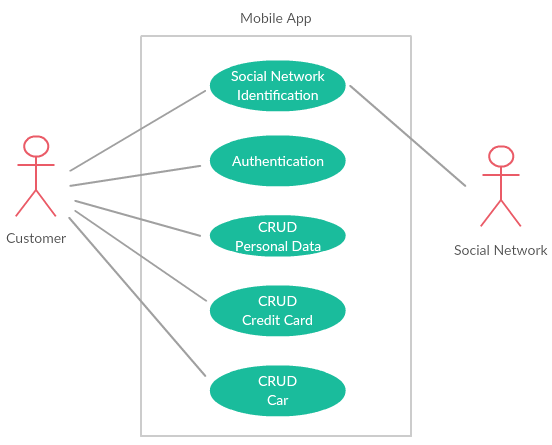 Mobile App
Social Network
Identification
Authentication
CRUD
Personal Data
CRUD
Credit Card
CRUD
Car
Customer
Social Network